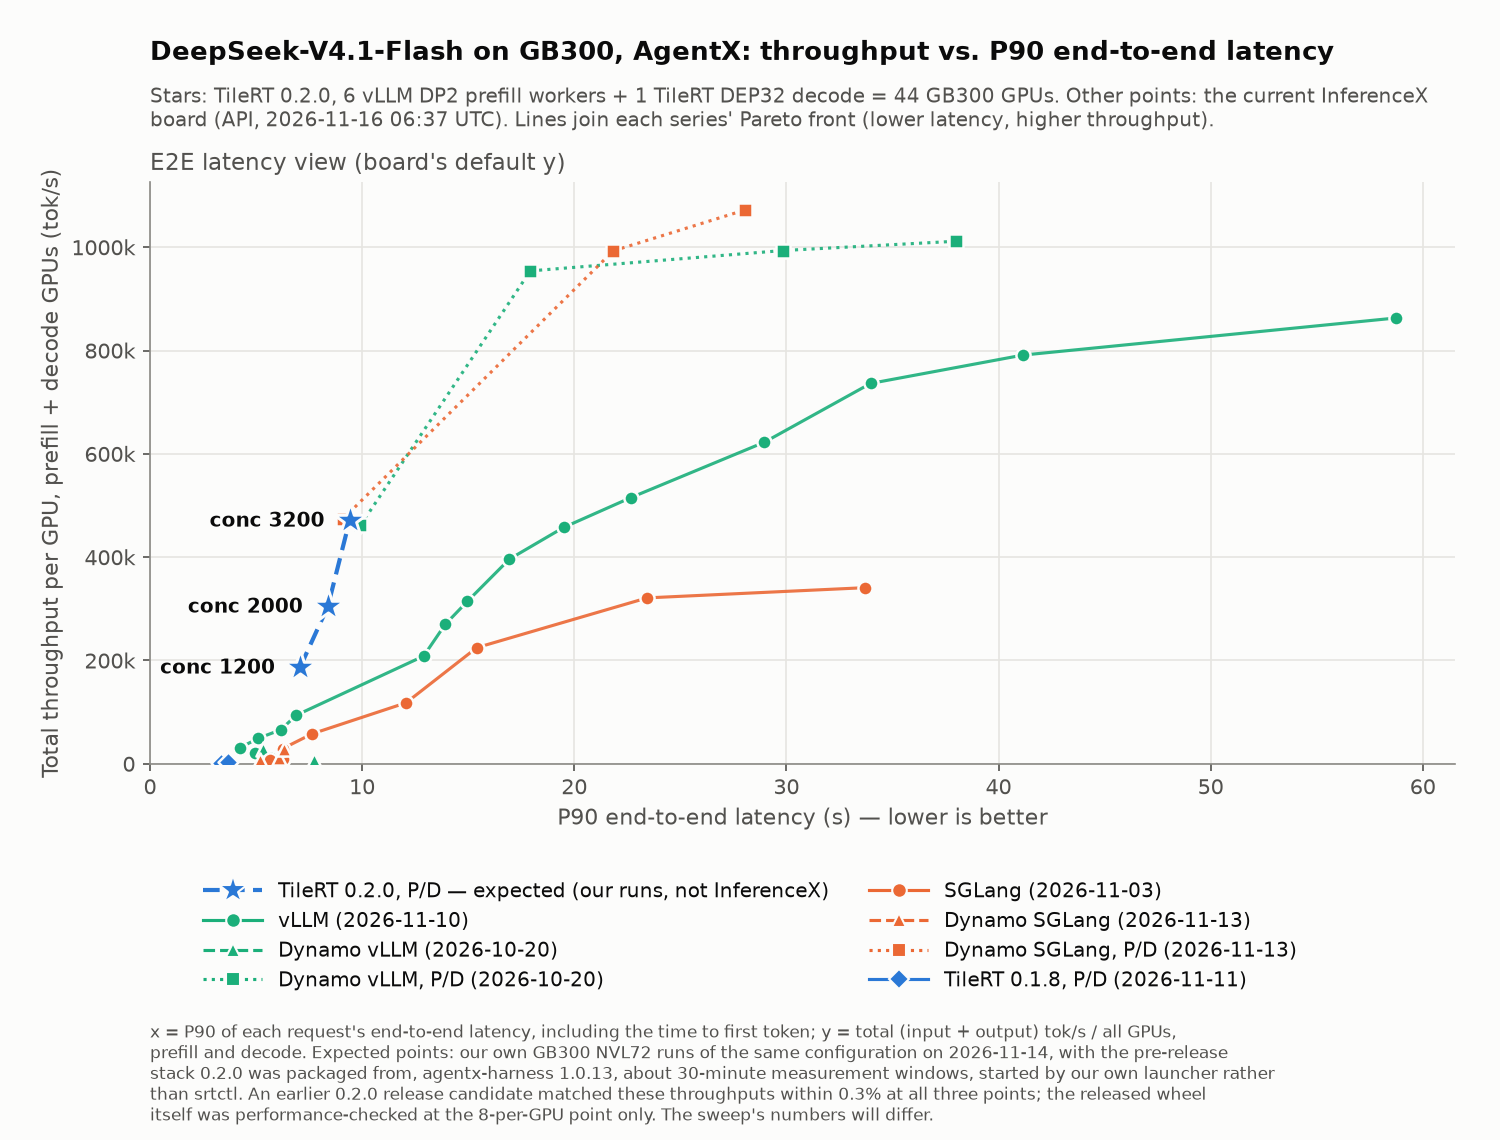 DeepSeek-V4.1-Flash on GB300, AgentX: throughput vs. P90 end-to-end latency
Stars: TileRT 0.2.0, 6 vLLM DP2 prefill workers + 1 TileRT DEP32 decode = 44 GB300 GPUs. Other points: the current InferenceX
board (API, 2026-11-16 06:37 UTC). Lines join each series' Pareto front (lower latency, higher throughput).
E2E latency view (board's default y)
Total throughput per GPU, prefill + decode GPUs (tok/s)
1000k
800k
600k
400k
200k
0
conc 3200
conc 2000
conc 1200
0 10 20 30 40 50 60
P90 end-to-end latency (s) — lower is better
TileRT 0.2.0, P/D — expected (our runs, not InferenceX)
vLLM (2026-11-10)
Dynamo vLLM (2026-10-20)
Dynamo vLLM, P/D (2026-10-20)
SGLang (2026-11-03)
Dynamo SGLang (2026-11-13)
Dynamo SGLang, P/D (2026-11-13)
TileRT 0.1.8, P/D (2026-11-11)
x = P90 of each request's end-to-end latency, including the time to first token; y = total (input + output) tok/s / all GPUs,
prefill and decode. Expected points: our own GB300 NVL72 runs of the same configuration on 2026-11-14, with the pre-release
stack 0.2.0 was packaged from, agentx-harness 1.0.13, about 30-minute measurement windows, started by our own launcher rather
than srtctl. An earlier 0.2.0 release candidate matched these throughputs within 0.3% at all three points; the released wheel
itself was performance-checked at the 8-per-GPU point only. The sweep's numbers will differ.